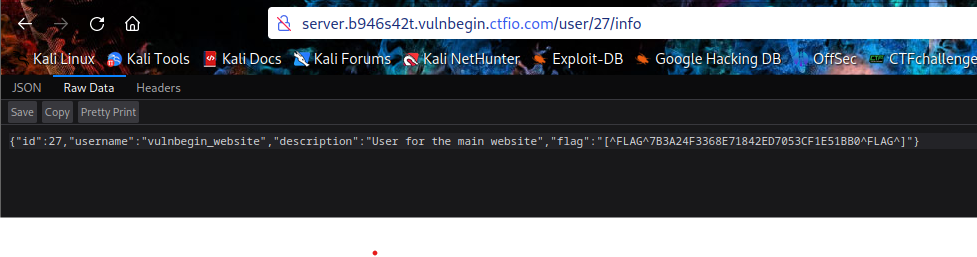 server.b946s42t.vulnbegin.ctfio.com/user/27/info
Kali Linux Kali Tools Kali Docs Kali Forums Kali NetHunter Exploit-DB Google Hacking DB OffSec CTFchallenge
JSON Raw Data Headers
Save Copy Pretty Print
{"id":27,"username":"vulnbegin_website","description":"User for the main website","flag":"[^FLAG^7B3A24F3368E71842ED7053CF1E51BB0^FLAG^]"}